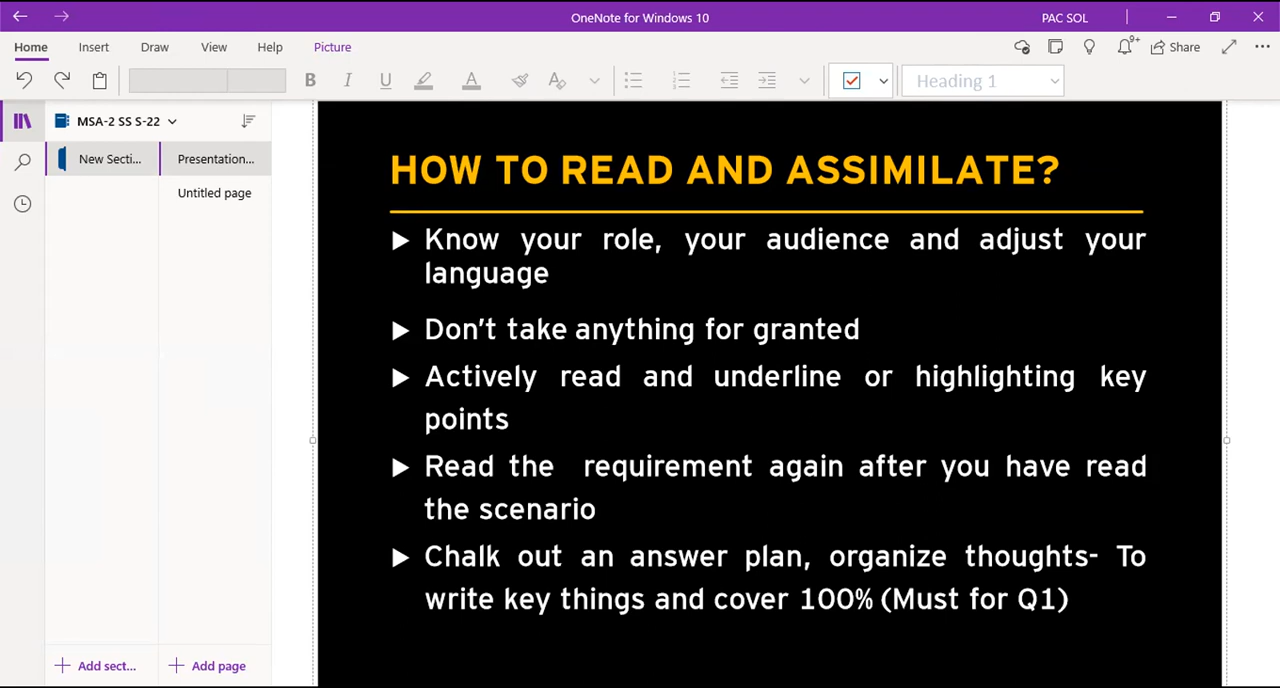 OneNote for Windows 10
PAC SOL
Home Insert Draw View Help Picture
9+
Share
B I U A A
Heading 1
MSA-2 SS S-22
New Secti...
Presentation...
Untitled page
HOW TO READ AND ASSIMILATE?
Know your role, your audience and adjust your
language
Don't take anything for granted
Actively read and underline or highlighting key
points
Read the requirement again after you have read
the scenario
Chalk out an answer plan, organize thoughts- To
write key things and cover 100% (Must for Q1)
Add sect...
Add page